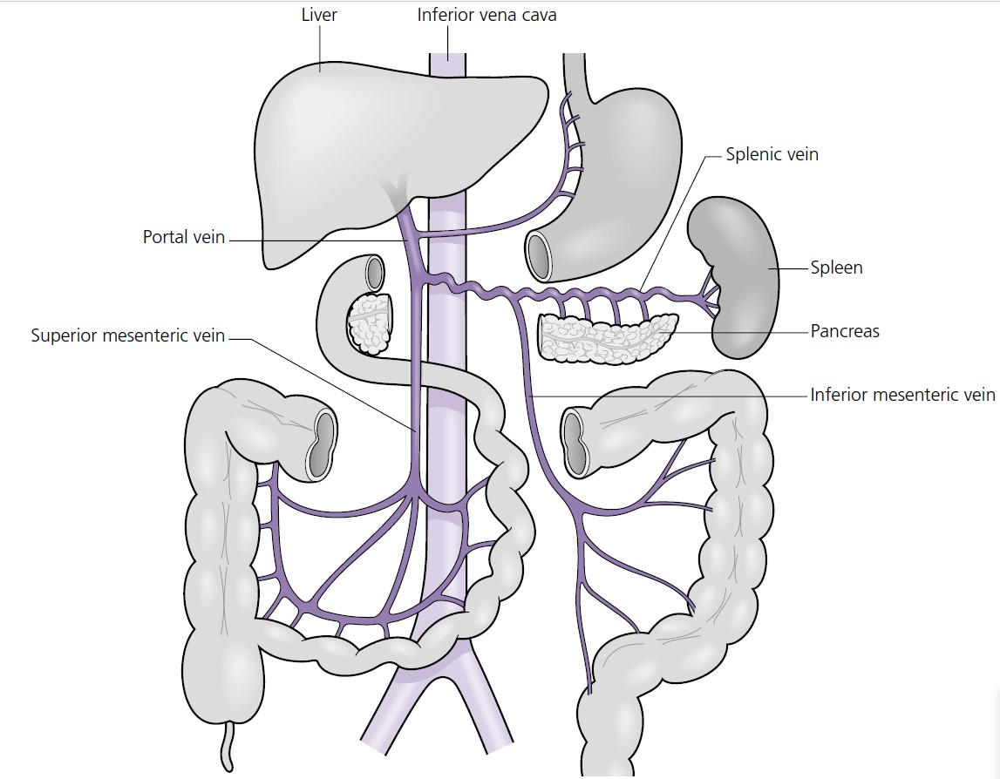 Liver
Inferior vena cava
Splenic vein
Portal vein
Spleen
Superior mesenteric vein
Pancreas
Inferior mesenteric vein